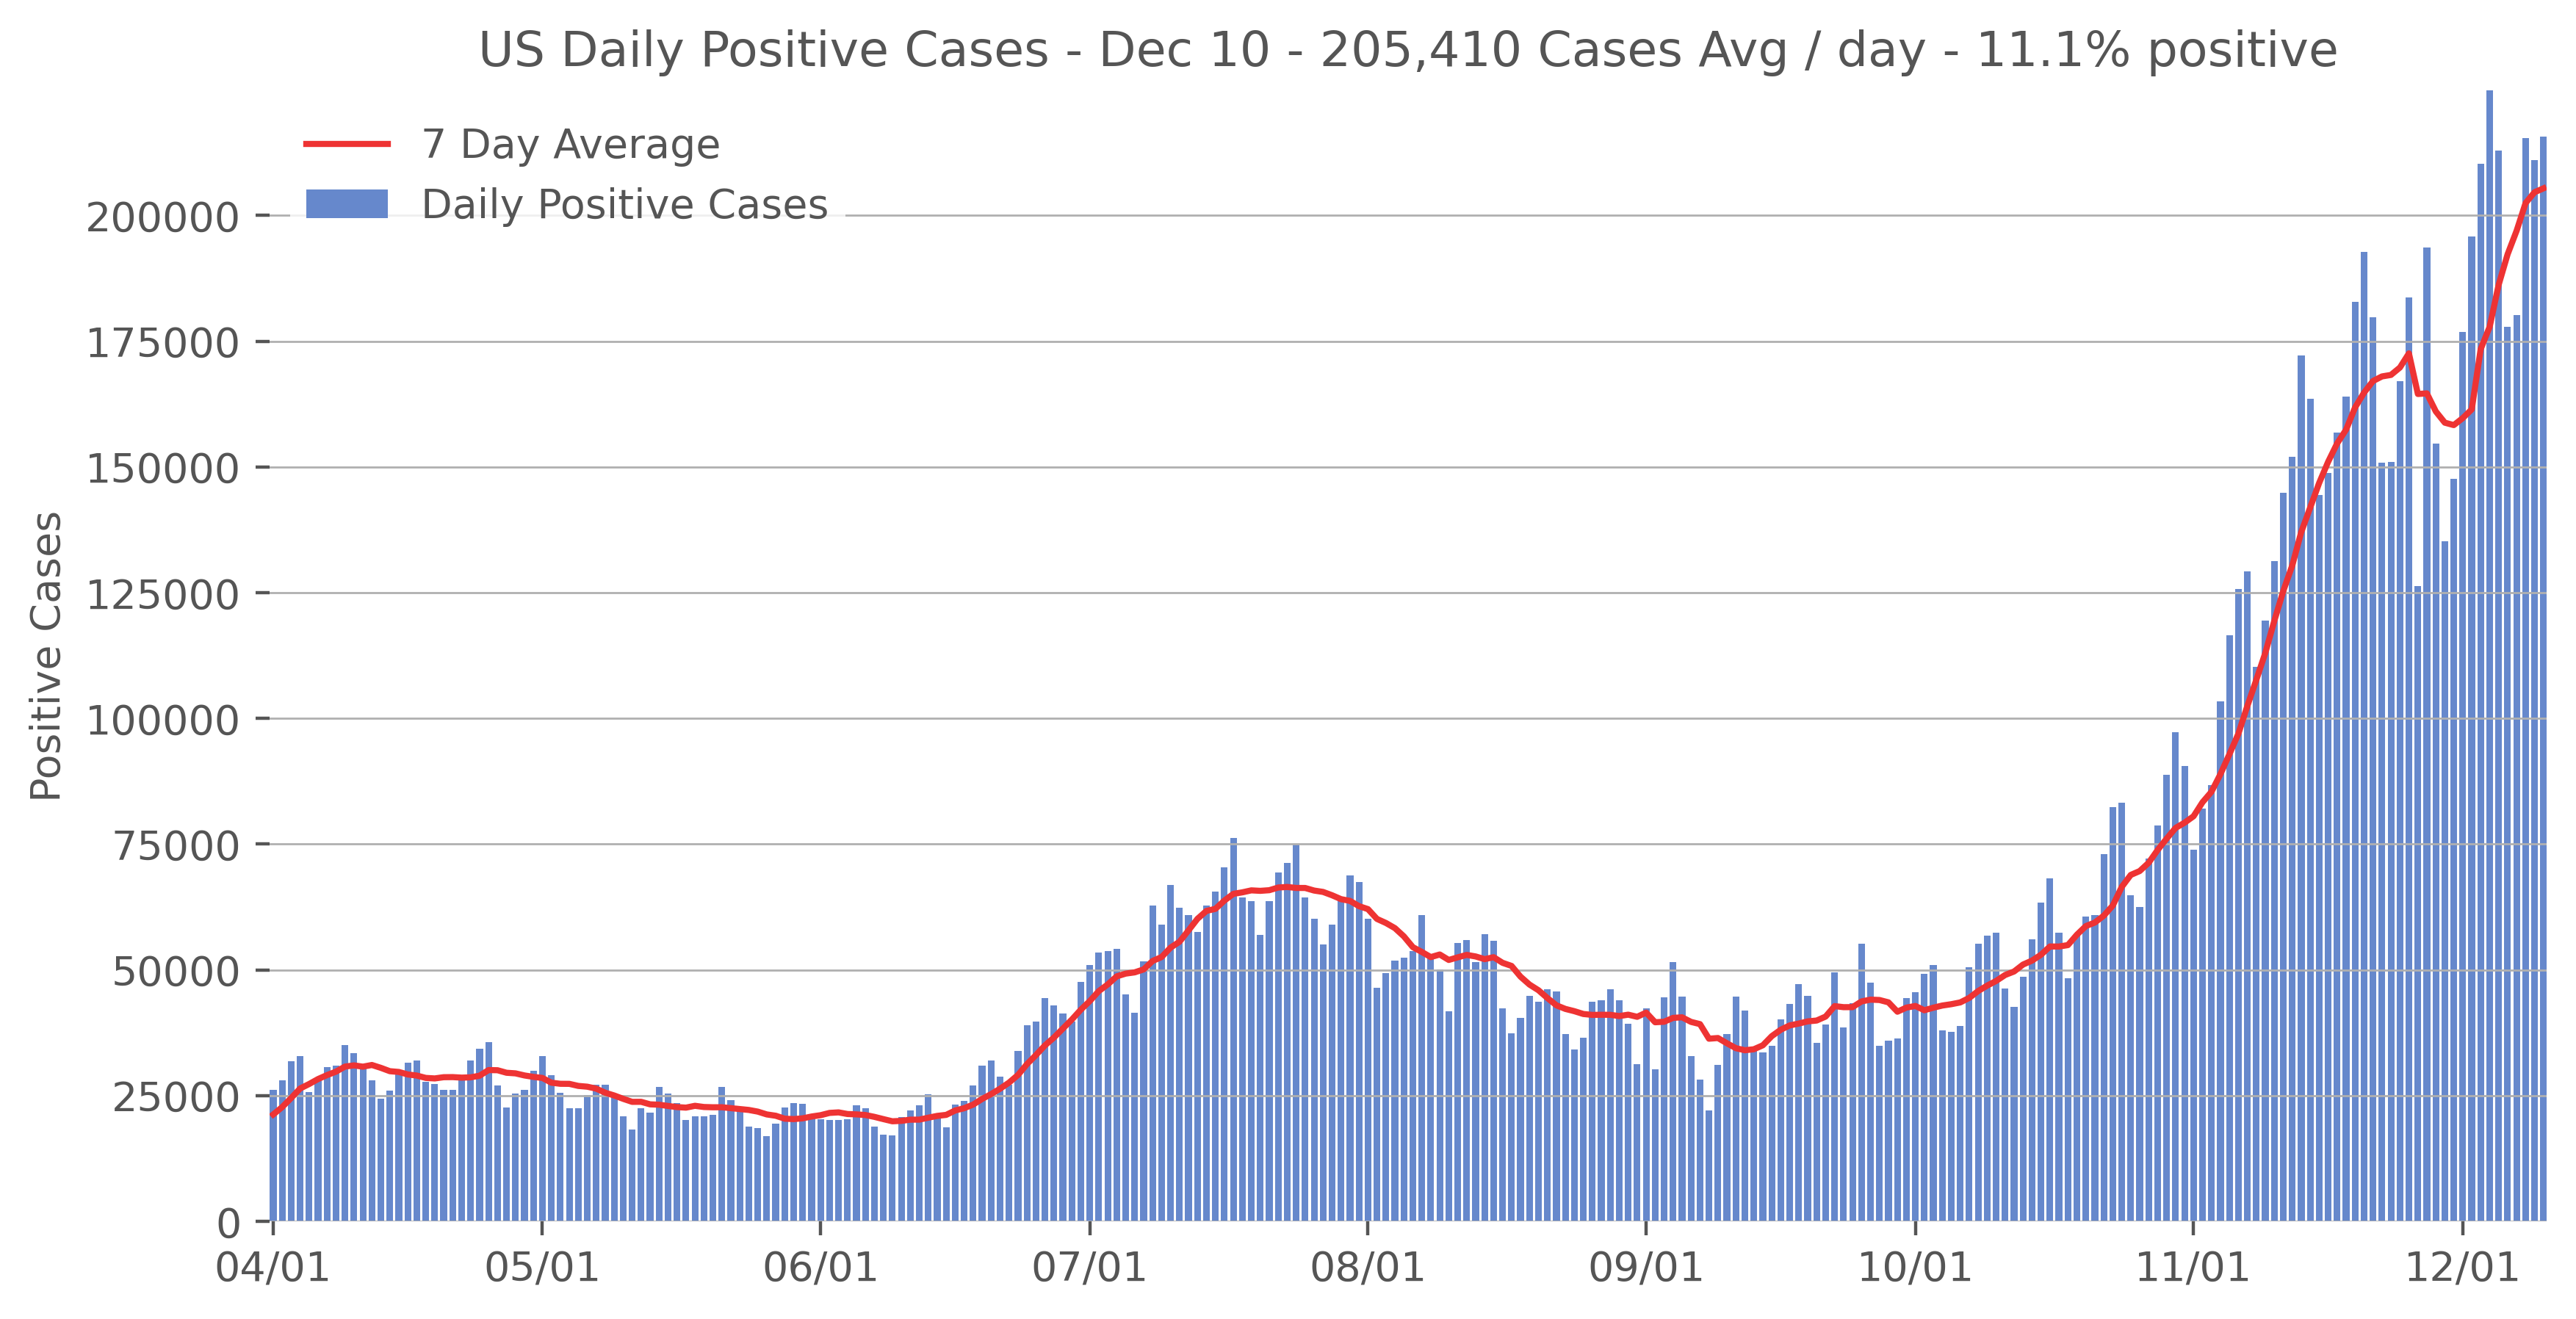 US Daily Positive Cases - Dec 10 - 205,410 Cases Avg / day - 11.1% positive
7 Day Average
Daily Positive Cases
Positive Cases
200000
175000
150000
125000
100000
75000
50000
25000
0
04/01 05/01 06/01 07/01 08/01 09/01 10/01 11/01 12/01